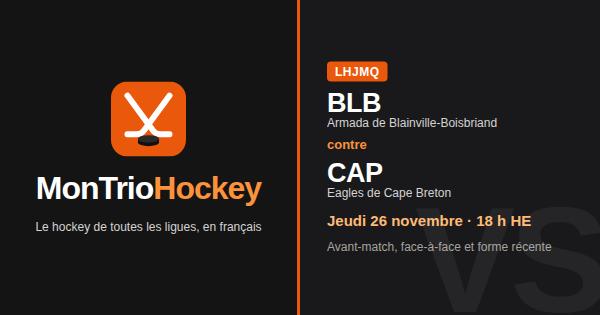 MonTrioHockey
Le hockey de toutes les ligues, en français
LHJMQ
BLB
Armada de Blainville-Boisbriand
contre
CAP
Eagles de Cape Breton
Jeudi 26 novembre · 18 h HE
Avant-match, face-à-face et forme récente
VS